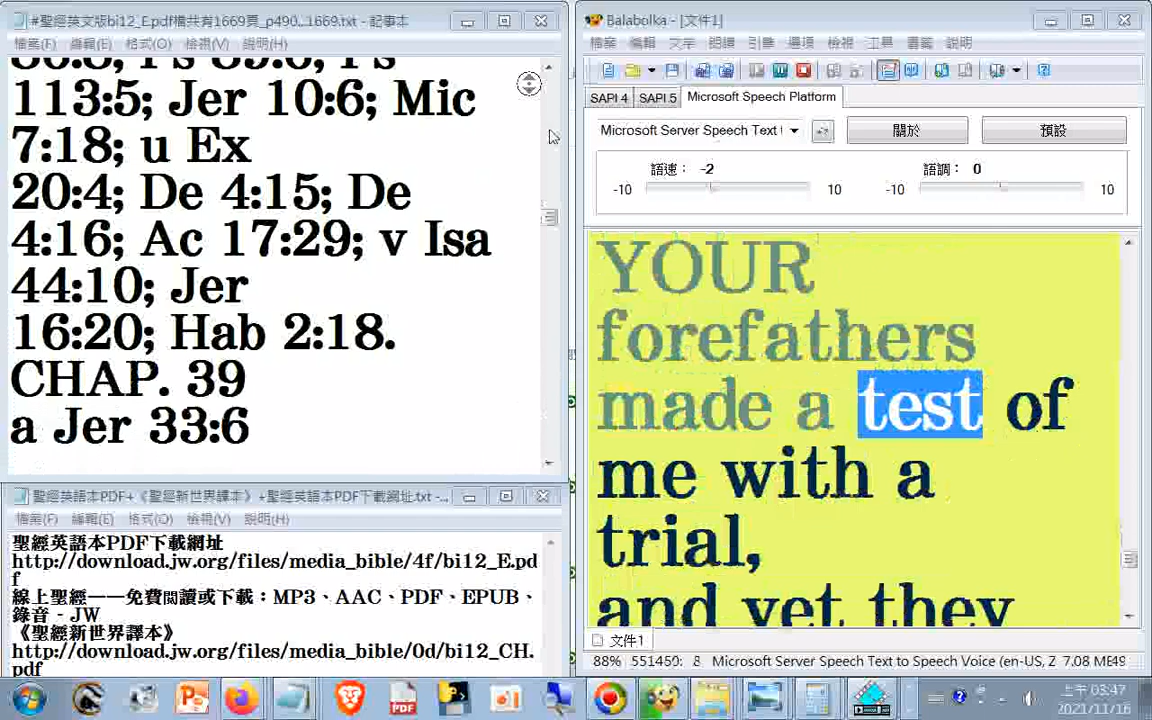 #聖經英文版bi12_E.pdf檔共有1669頁_p490...1669.txt - 記事本
檔案(F) 編輯(E) 格式(O) 檢視(V) 說明(H)
113:5; Jer 10:6; Mic
7:18; u Ex
20:4; De 4:15; De
4:16; Ac 17:29; v Isa
44:10; Jer
16:20; Hab 2:18.
CHAP. 39
a Jer 33:6
聖經英語本PDF+《聖經新世界譯本》+聖經英語本PDF下載網址.txt -...
檔案(F) 編輯(E) 格式(O) 檢視(V) 說明(H)
聖經英語本PDF下載網址
http://download.jw.org/files/media_bible/4f/bi12_E.pd
f
線上聖經——免費閱讀或下載：MP3、AAC、PDF、EPUB、
錄音 - JW
《聖經新世界譯本》
http://download.jw.org/files/media_bible/0d/bi12_CH.
pdf
Balabolka - [文件1]
檔案 編輯 文字 朗讀 引擎 選項 檢視 工具 書籤 說明
SAPI 4 SAPI 5 Microsoft Speech Platform
Microsoft Server Speech Text 關於 預設
語速： -2 語調： 0
-10 10 -10 10
YOUR
forefathers
made a test of
me with a
trial,
and yet they
文件1
88% 551450: 8 Microsoft Server Speech Text to Speech Voice (en-US, Z 7.08 ME49
PDF
上午 03:47
2021/11/16